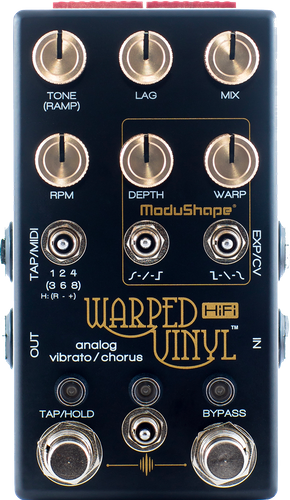 TONE
(RAMP)
LAG
MIX
RPM
DEPTH
WARP
ModuShape®
TAP/MIDI
EXP/CV
1 2 4
(3 6 8)
H: (R - +)
WARPED HiFi
VINYL™
analog
vibrato/chorus
OUT
IN
TAP/HOLD
BYPASS